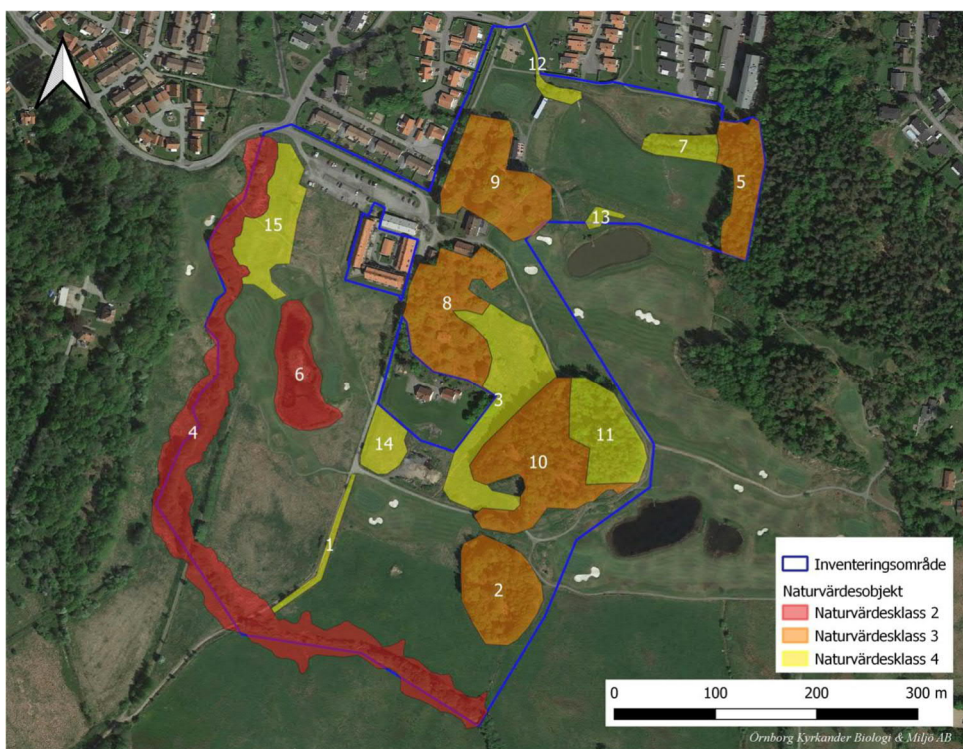 12
7
5
9
13
15
8
6
3
4
14
11
10
1
2
Inventeringsområde
Naturvärdesobjekt
Naturvärdesklass 2
Naturvärdesklass 3
Naturvärdesklass 4
0 100 200 300 m
Örnborg Kyrkander Biologi & Miljö AB